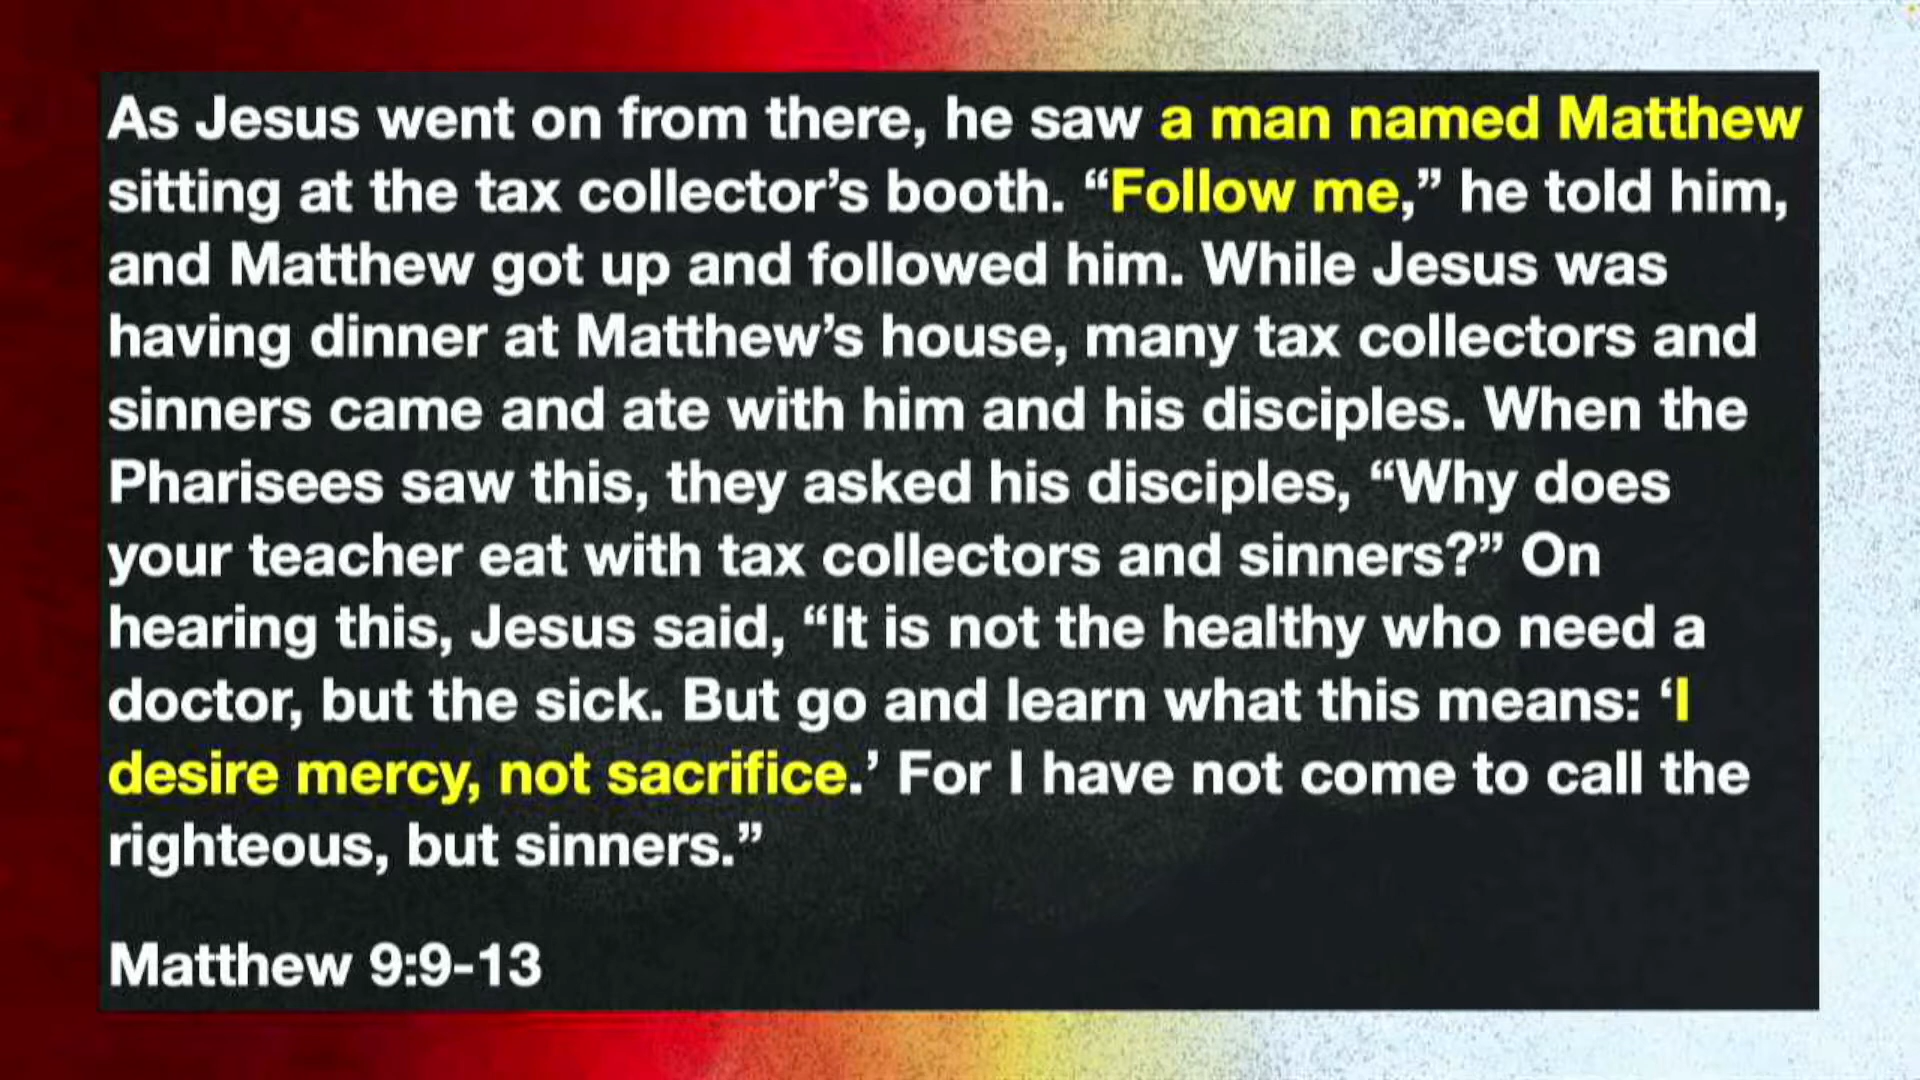 As Jesus went on from there, he saw a man named Matthew
sitting at the tax collector’s booth. “Follow me,” he told him,
and Matthew got up and followed him. While Jesus was
having dinner at Matthew’s house, many tax collectors and
sinners came and ate with him and his disciples. When the
Pharisees saw this, they asked his disciples, “Why does
your teacher eat with tax collectors and sinners?” On
hearing this, Jesus said, “It is not the healthy who need a
doctor, but the sick. But go and learn what this means: ‘I
desire mercy, not sacrifice.’ For I have not come to call the
righteous, but sinners.”
Matthew 9:9-13